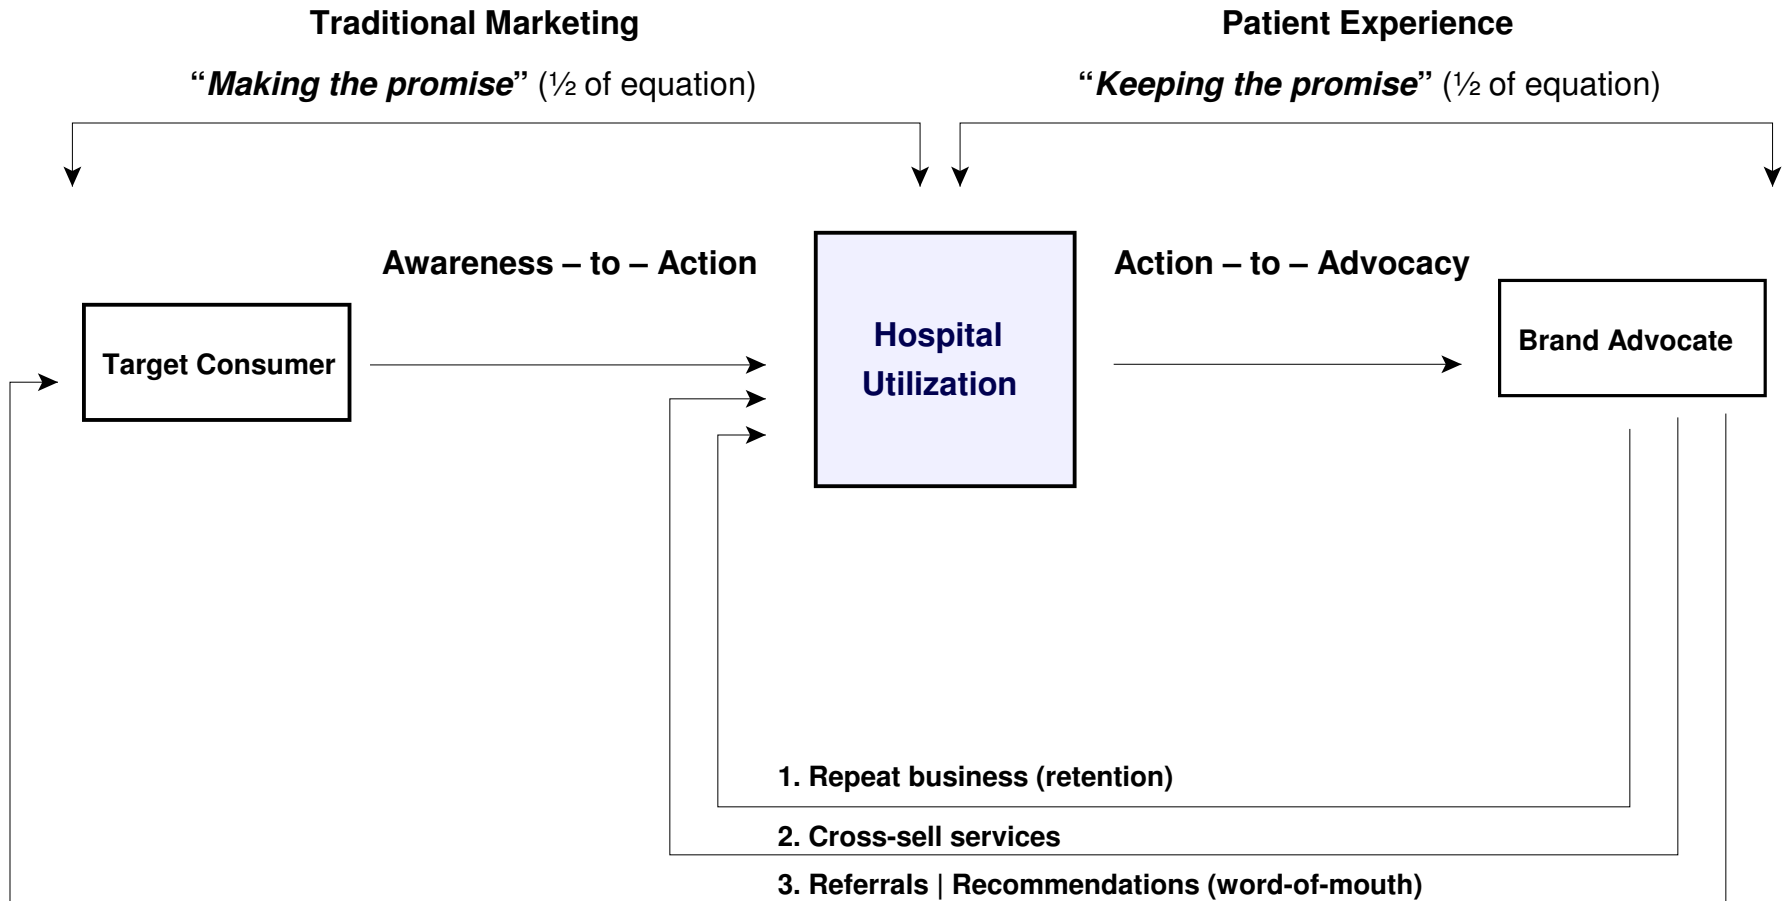 Traditional Marketing
“Making the promise” (½ of equation)
Patient Experience
“Keeping the promise” (½ of equation)
Awareness – to – Action
Action – to – Advocacy
Target Consumer
Hospital
Utilization
Brand Advocate
1. Repeat business (retention)
2. Cross-sell services
3. Referrals | Recommendations (word-of-mouth)